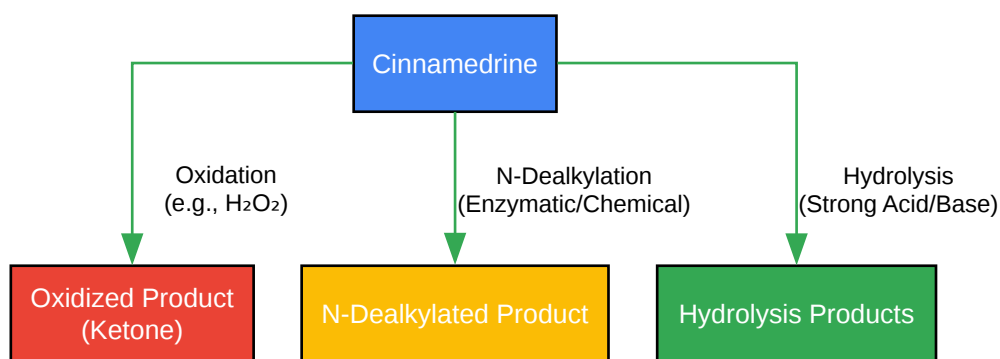 Cinnamedrine
Oxidation
(e.g., H₂O₂)
N-Dealkylation
(Enzymatic/Chemical)
Hydrolysis
(Strong Acid/Base)
Oxidized Product
(Ketone)
N-Dealkylated Product
Hydrolysis Products